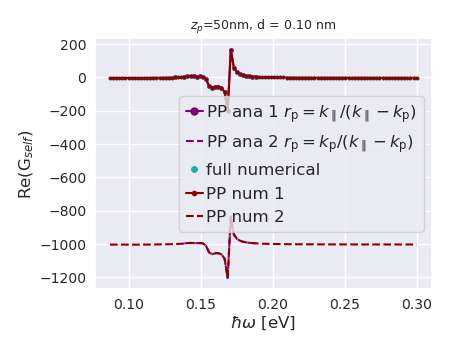 z_p=50nm, d = 0.10 nm
200
0
−200
−400
−600
−800
−1000
−1200
Re(G_self)
PP ana 1 r_p = k_∥/(k_∥ − k_p)
PP ana 2 r_p = k_p/(k_∥ − k_p)
full numerical
PP num 1
PP num 2
0.10 0.15 0.20 0.25 0.30
ℏω [eV]